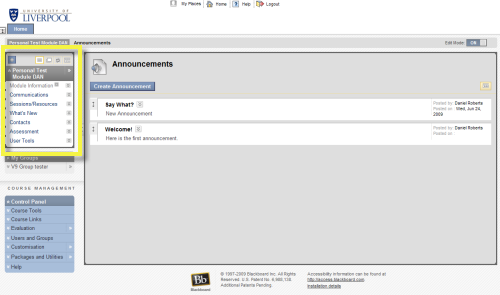 My Places Home Help Logout
UNIVERSITY OF
LIVERPOOL
Home
Personal Test Module DAN Announcements
Edit Mode: Off
Personal Test
Module DAN
Module Information
Communications
Sessions/Resources
What's New
Contacts
Assessment
User Tools
My Groups
V9 Group tester
COURSE MANAGEMENT
Control Panel
Course Tools
Course Links
Evaluation
Users and Groups
Customisation
Packages and Utilities
Help
Announcements
Create Announcement
Say What?
New Announcement
Posted by: Daniel Roberts
Posted on: Wed, Jun 24,
2009
Welcome!
Here is the first announcement.
Posted by: Daniel Roberts
Posted on:
Bb
Blackboard
© 1997-2009 Blackboard Inc. All Rights
Reserved. U.S. Patent No. 6,988,138.
Additional Patents Pending.
Accessibility information can be found at
http://access.blackboard.com.
Installation details